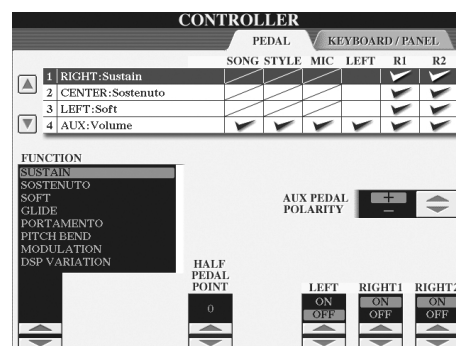 CONTROLLER
PEDAL KEYBOARD / PANEL
SONG STYLE MIC LEFT R1 R2
1 RIGHT:Sustain
2 CENTER:Sostenuto
3 LEFT:Soft
4 AUX:Volume
FUNCTION
SUSTAIN
SOSTENUTO
SOFT
GLIDE
PORTAMENTO
PITCH BEND
MODULATION
DSP VARIATION
AUX PEDAL
POLARITY
+
−
HALF
PEDAL
POINT
0
LEFT RIGHT1 RIGHT2
ON ON ON
OFF OFF OFF